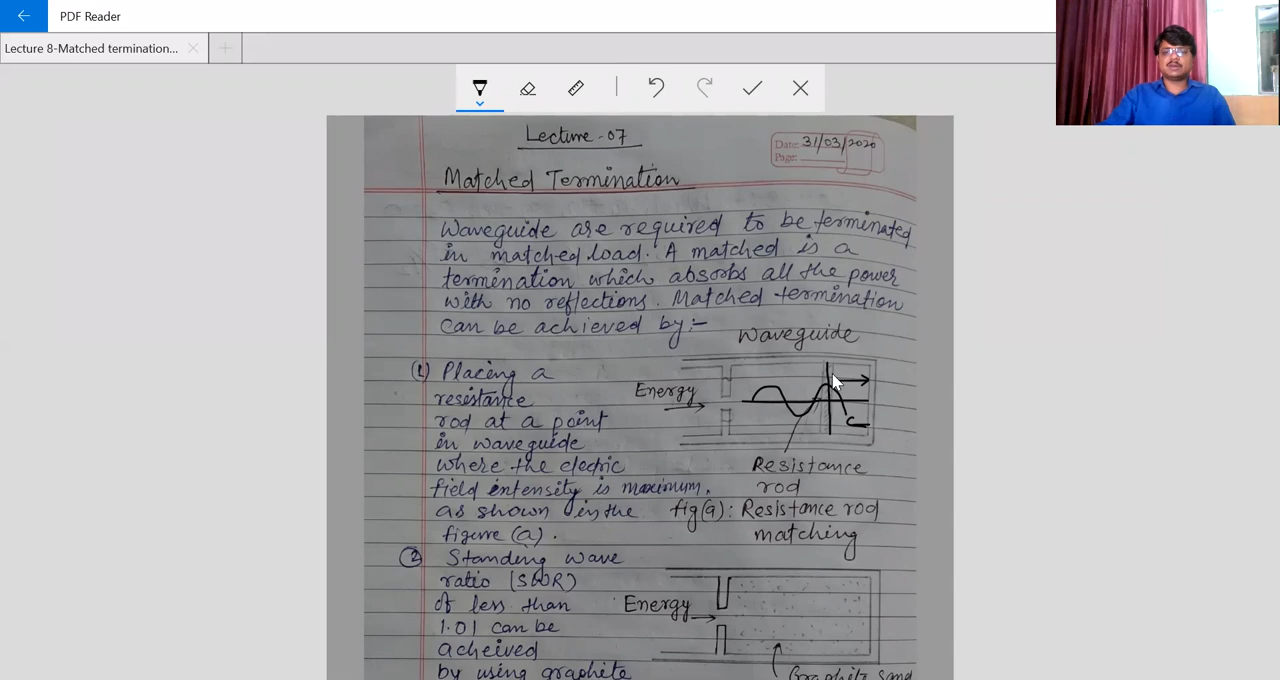 PDF Reader
Lecture 8-Matched termination...
Lecture-07
Date: 31/03/2020
Page:
Matched Termination
Waveguide are required to be terminated
in matched load. A matched is a
termination which absorbs all the power
with no reflections. Matched termination
can be achieved by:-
Waveguide
(1) Placing a
resistance
rod at a point
in waveguide
where the electric
field intensity is maximum.
as shown in the
figure (a).
Energy
Resistance
rod
fig(a): Resistance rod
matching
(2) Standing wave
ratio (SWR)
of less than
1.01 can be
acheived
by using graphite
Energy
Graphite Sand